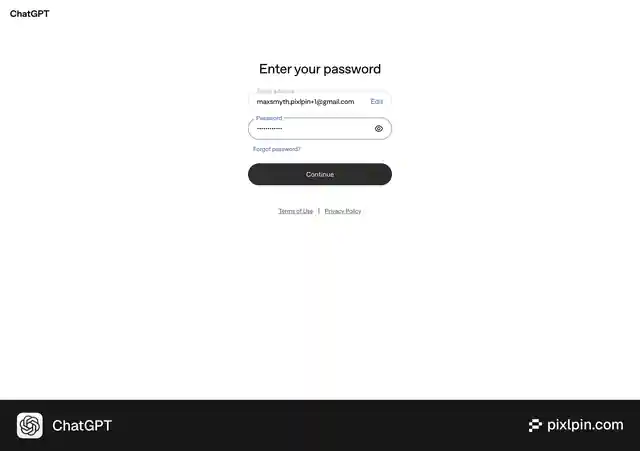 ChatGPT
Enter your password
maxsmyth.pixlpin+1@gmail.com Edit
Password
Forgot password?
Continue
Terms of Use | Privacy Policy
ChatGPT
pixlpin.com